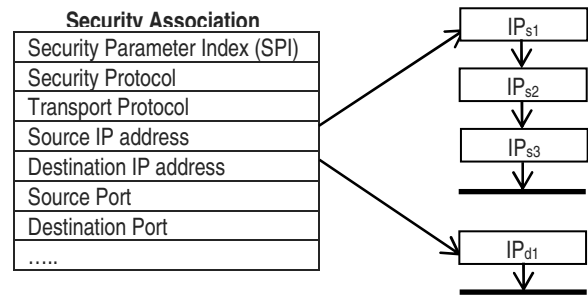 Security Association
Security Parameter Index (SPI)
Security Protocol
Transport Protocol
Source IP address
Destination IP address
Source Port
Destination Port
…..
IPs1
IPs2
IPs3
IPd1